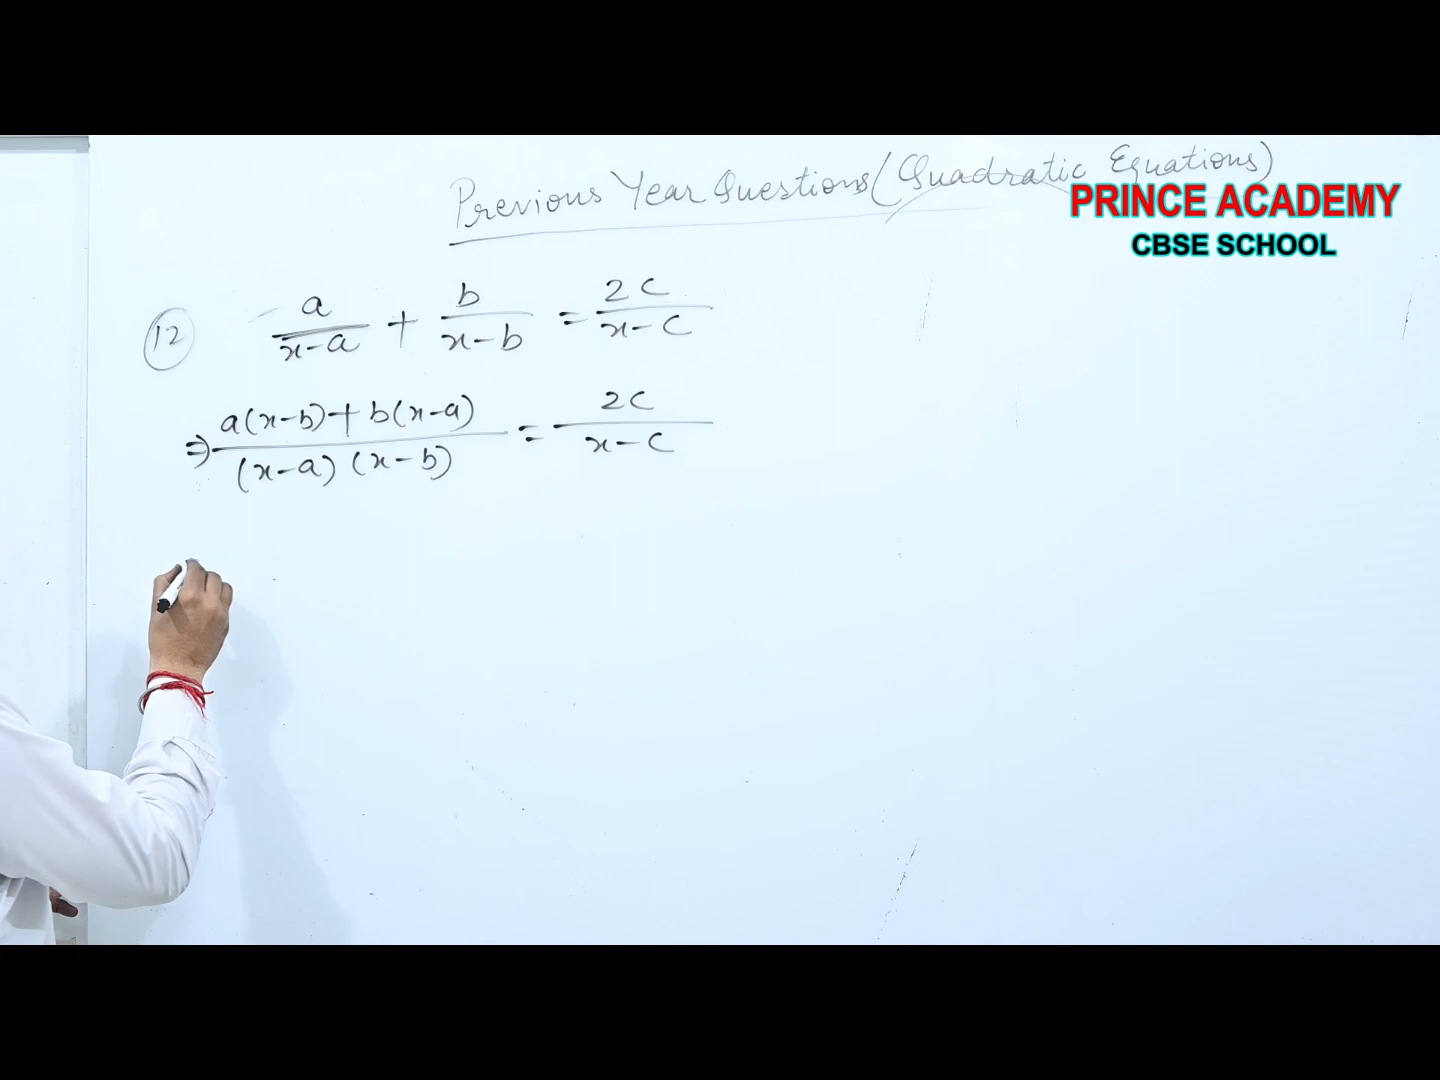 Previous Year Questions (Quadratic Equations)
PRINCE ACADEMY
CBSE SCHOOL
12 a/(x-a) + b/(x-b) = 2c/(x-c)
⇒ (a(x-b)+b(x-a))/((x-a)(x-b)) = 2c/(x-c)